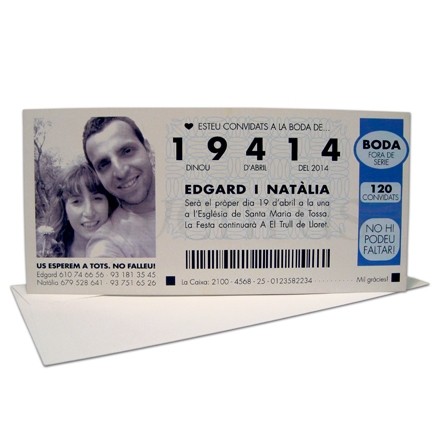 ESTEU CONVIDATS A LA BODA DE...
19414
DINOU D'ABRIL DEL 2014
EDGARD I NATÀLIA
Serà el pròper dia 19 d'abril a la una
a l'Església de Santa Maria de Tossa.
La Festa continuarà A El Trull de Lloret.
La Caixa: 2100 - 4568 - 25 - 0123582234
Mil gràcies!
BODA
FORA DE
SÈRIE
120
CONVIDATS
NO HI
PODEU
FALTAR!
US ESPEREM A TOTS. NO FALLEU!
Edgard 610 74 66 56 - 93 181 35 45
Natàlia 679 528 641 - 93 751 65 26